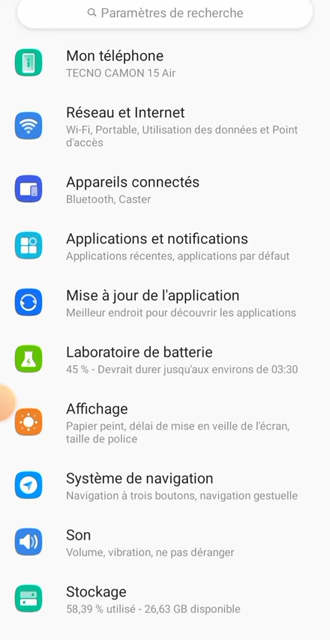 Paramètres de recherche
Mon téléphone
TECNO CAMON 15 Air
Réseau et Internet
Wi-Fi, Portable, Utilisation des données et Point
d'accès
Appareils connectés
Bluetooth, Caster
Applications et notifications
Applications récentes, applications par défaut
Mise à jour de l'application
Meilleur endroit pour découvrir les applications
Laboratoire de batterie
45 % - Devrait durer jusqu'aux environs de 03:30
Affichage
Papier peint, délai de mise en veille de l'écran,
taille de police
Système de navigation
Navigation à trois boutons, navigation gestuelle
Son
Volume, vibration, ne pas déranger
Stockage
58,39 % utilisé - 26,63 GB disponible